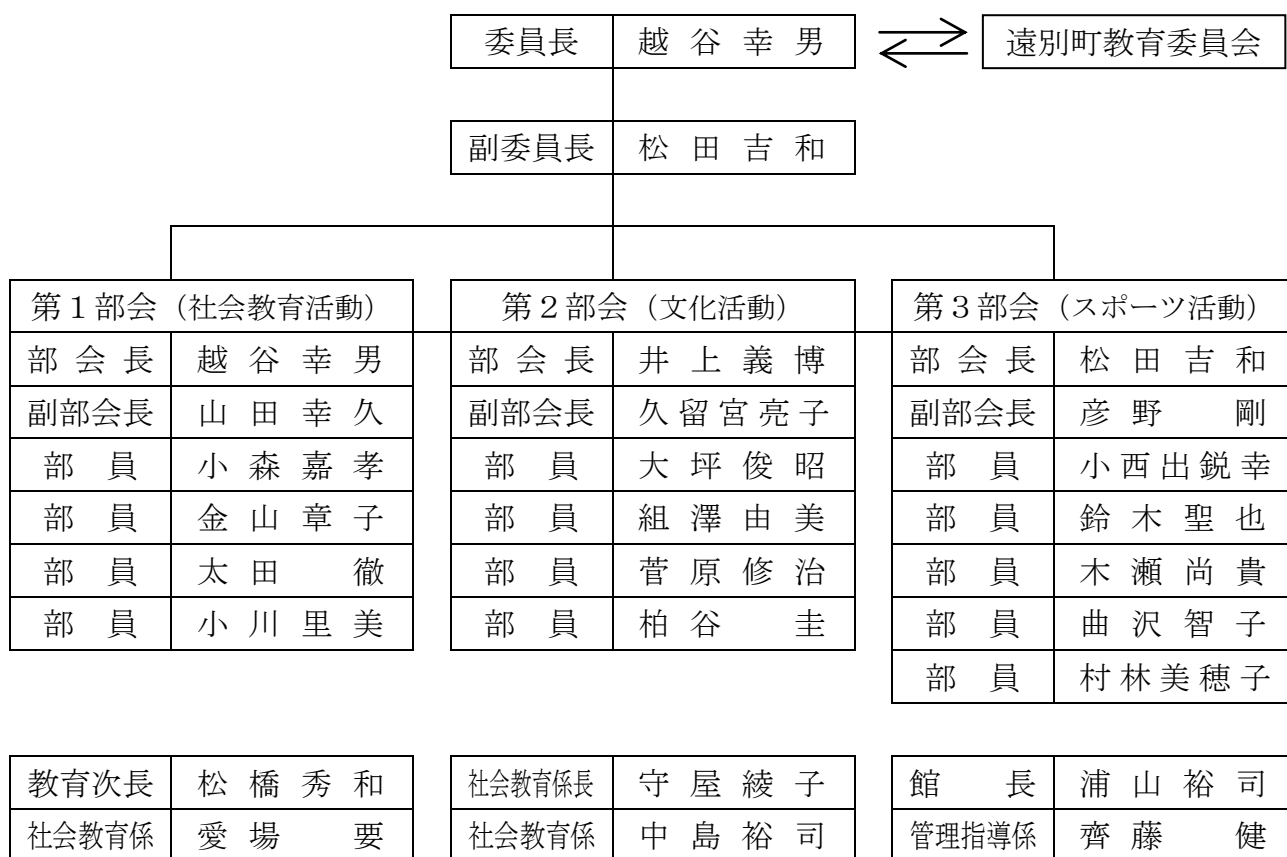 委員長 越谷幸男 遠別町教育委員会
副委員長 松田吉和
第1部会（社会教育活動） 第2部会（文化活動） 第3部会（スポーツ活動）
部会長 越谷幸男 部会長 井上義博 部会長 松田吉和
副部会長 山田幸久 副部会長 久留宮亮子 副部会長 彦野剛
部員 小森嘉孝 部員 大坪俊昭 部員 小西出鋭幸
部員 金山章子 部員 組澤由美 部員 鈴木聖也
部員 太田徹 部員 菅原修治 部員 木瀬尚貴
部員 小川里美 部員 柏谷圭 部員 曲沢智子
部員 村林美穂子
教育次長 松橋秀和 社会教育係長 守屋綾子 館長 浦山裕司
社会教育係 愛場要 社会教育係 中島裕司 管理指導係 齊藤健